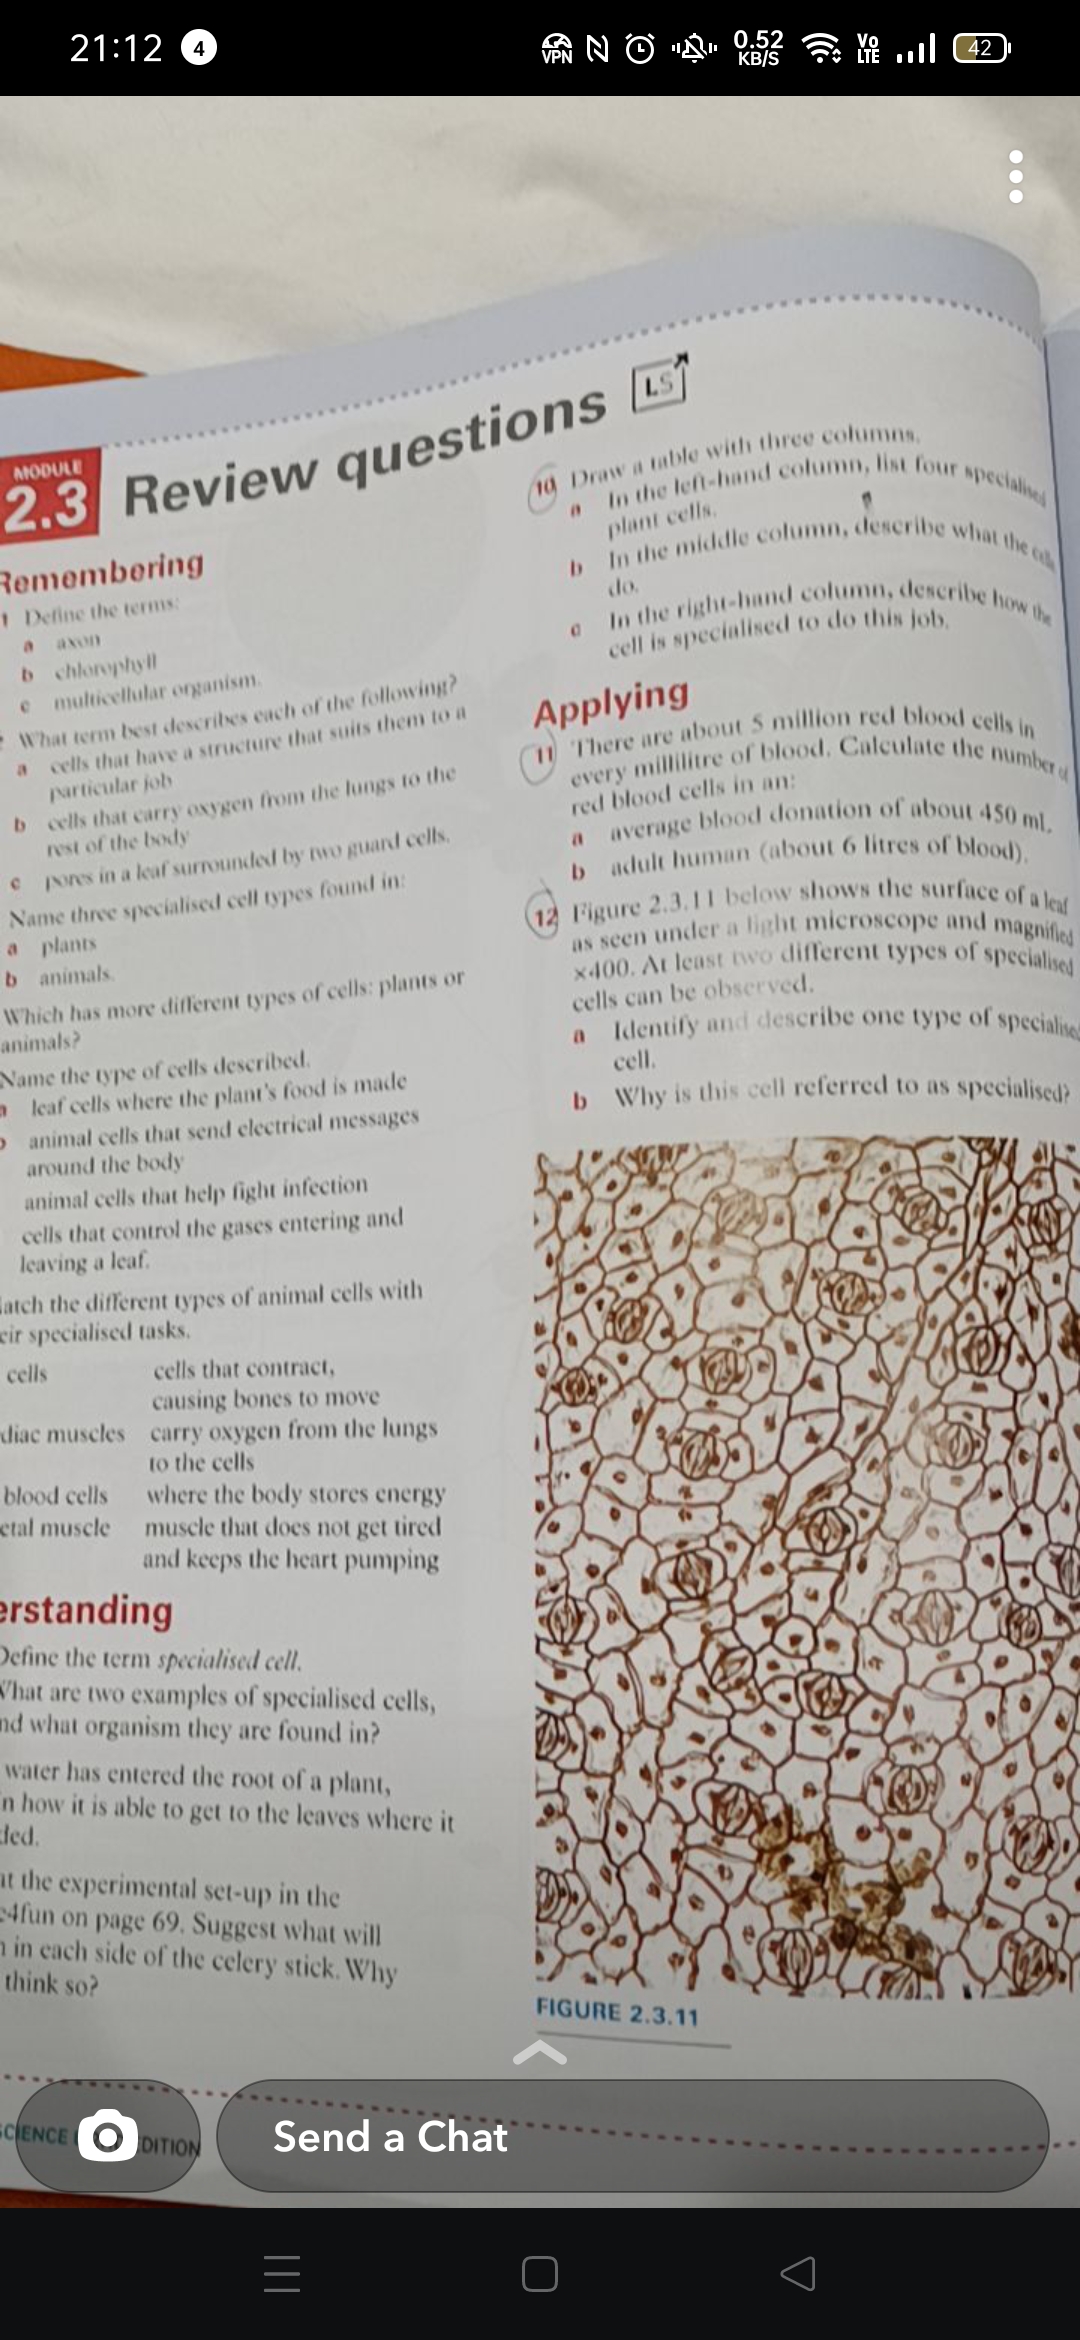 21:12 4 VPN 0.52 KB/S Vo LTE 42
MODULE
2.3
Review questions LS
Remembering
1 Define the terms:
a axon
b chlorophyll
c multicellular organism.
What term best describes each of the following?
a cells that have a structure that suits them to a
particular job
b cells that carry oxygen from the lungs to the
rest of the body
c pores in a leaf surrounded by two guard cells.
Name three specialised cell types found in:
a plants
b animals.
Which has more different types of cells: plants or
animals?
Name the type of cells described.
a leaf cells where the plant's food is made
animal cells that send electrical messages
around the body
animal cells that help fight infection
cells that control the gases entering and
leaving a leaf.
atch the different types of animal cells with
eir specialised tasks.
cells cells that contract,
causing bones to move
diac muscles carry oxygen from the lungs
to the cells
blood cells where the body stores energy
etal muscle muscle that does not get tired
and keeps the heart pumping
erstanding
Define the term specialised cell.
What are two examples of specialised cells,
nd what organism they are found in?
water has entered the root of a plant,
n how it is able to get to the leaves where it
ded.
at the experimental set-up in the
e4fun on page 69. Suggest what will
n in each side of the celery stick. Why
think so?
10 Draw a table with three columns.
a In the left-hand column, list four specialised
plant cells.
b In the middle column, describe what the cells
do.
c In the right-hand column, describe how the
cell is specialised to do this job.
Applying
11 There are about 5 million red blood cells in
every millilitre of blood. Calculate the number of
red blood cells in an:
a average blood donation of about 450 mL
b adult human (about 6 litres of blood).
12 Figure 2.3.11 below shows the surface of a leaf
as seen under a light microscope and magnified
×400. At least two different types of specialised
cells can be observed.
a Identify and describe one type of specialised
cell.
b Why is this cell referred to as specialised?
FIGURE 2.3.11
SCIENCE EDITION
Send a Chat